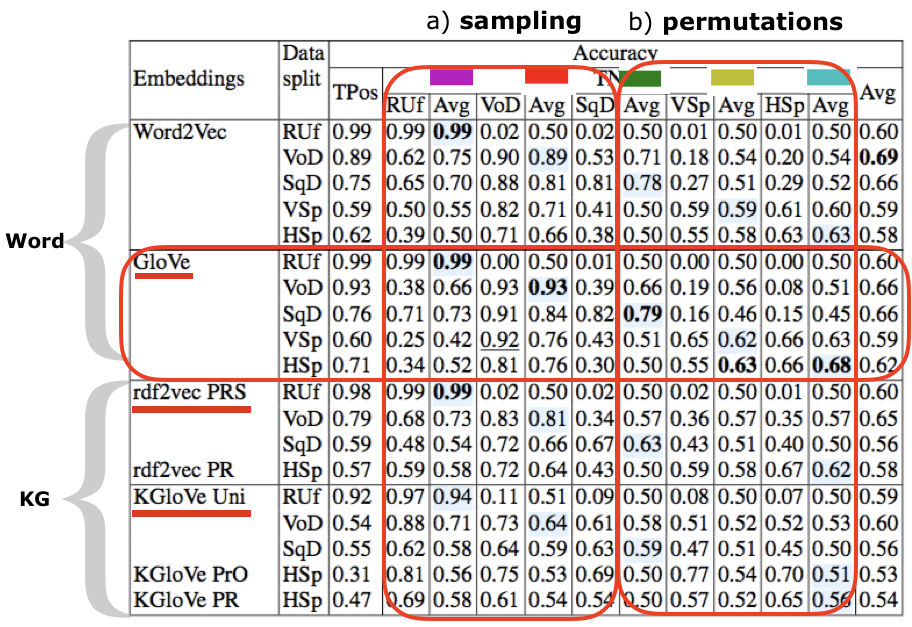 a) sampling b) permutations
Embeddings Data split Accuracy
TPos TN Avg
RUf Avg VoD Avg SqD Avg VSp Avg HSp Avg
Word
Word2Vec RUf 0.99 0.99 0.99 0.02 0.50 0.02 0.50 0.01 0.50 0.01 0.50 0.60
VoD 0.89 0.62 0.75 0.90 0.89 0.53 0.71 0.18 0.54 0.20 0.54 0.69
SqD 0.75 0.65 0.70 0.88 0.81 0.81 0.78 0.27 0.51 0.29 0.52 0.66
VSp 0.59 0.50 0.55 0.82 0.71 0.41 0.50 0.59 0.59 0.61 0.60 0.59
HSp 0.62 0.39 0.50 0.71 0.66 0.38 0.50 0.55 0.58 0.63 0.63 0.58
GloVe RUf 0.99 0.99 0.99 0.00 0.50 0.01 0.50 0.00 0.50 0.00 0.50 0.60
VoD 0.93 0.38 0.66 0.93 0.93 0.39 0.66 0.19 0.56 0.08 0.51 0.66
SqD 0.76 0.71 0.73 0.91 0.84 0.82 0.79 0.16 0.46 0.15 0.45 0.66
VSp 0.60 0.25 0.42 0.92 0.76 0.43 0.51 0.65 0.62 0.66 0.63 0.59
HSp 0.71 0.34 0.52 0.81 0.76 0.30 0.50 0.55 0.63 0.66 0.68 0.62
KG
rdf2vec PRS RUf 0.98 0.99 0.99 0.02 0.50 0.02 0.50 0.02 0.50 0.01 0.50 0.60
VoD 0.79 0.68 0.73 0.83 0.81 0.34 0.57 0.36 0.57 0.35 0.57 0.65
SqD 0.59 0.48 0.54 0.72 0.66 0.67 0.63 0.43 0.51 0.40 0.50 0.56
rdf2vec PR HSp 0.57 0.59 0.58 0.72 0.64 0.43 0.50 0.59 0.58 0.67 0.62 0.58
KGloVe Uni RUf 0.92 0.97 0.94 0.11 0.51 0.09 0.50 0.08 0.50 0.07 0.50 0.59
VoD 0.54 0.88 0.71 0.73 0.64 0.61 0.58 0.51 0.52 0.52 0.53 0.60
SqD 0.55 0.62 0.58 0.64 0.59 0.63 0.59 0.47 0.51 0.45 0.50 0.56
KGloVe PrO HSp 0.31 0.81 0.56 0.75 0.53 0.69 0.50 0.77 0.54 0.70 0.51 0.53
KGloVe PR HSp 0.47 0.69 0.58 0.61 0.54 0.54 0.50 0.57 0.52 0.65 0.56 0.54